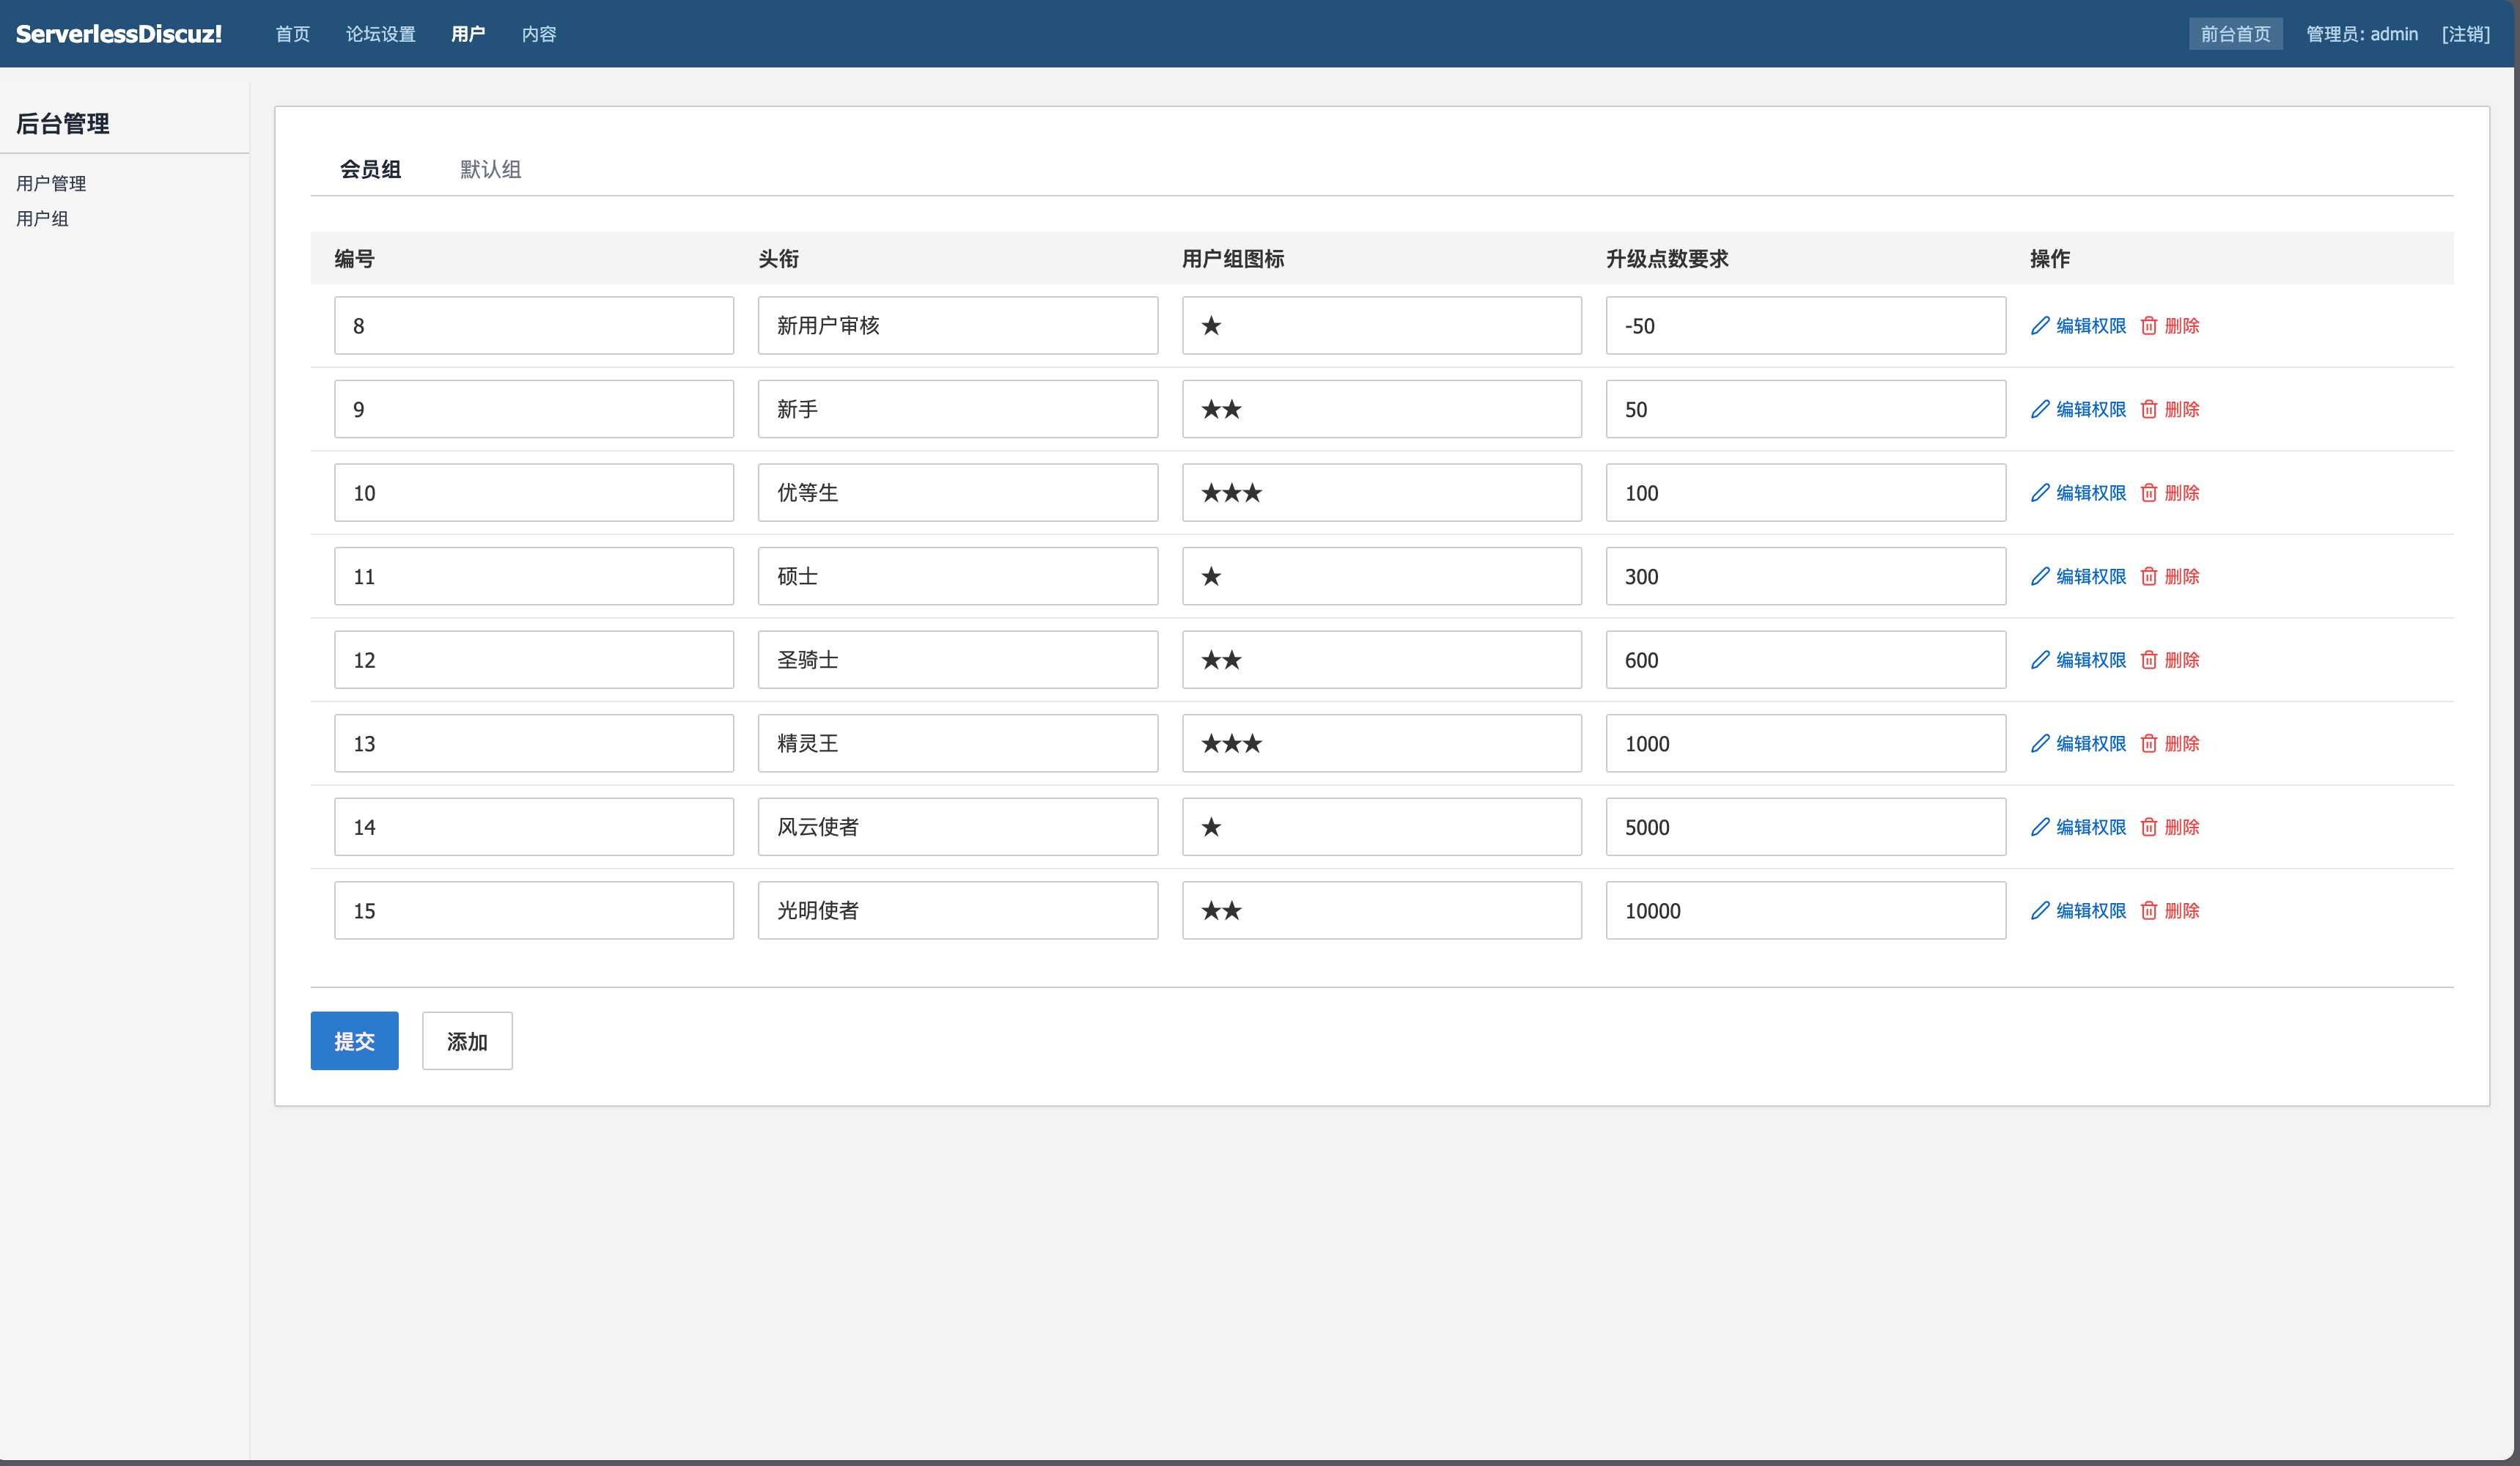 ServerlessDiscuz! 首页 论坛设置 用户 内容 前台首页 管理员: admin [注销]
后台管理
用户管理
用户组
会员组 默认组
编号 头衔 用户组图标 升级点数要求 操作
8 新用户审核 ★ -50 编辑权限 删除
9 新手 ★★ 50 编辑权限 删除
10 优等生 ★★★ 100 编辑权限 删除
11 硕士 ★ 300 编辑权限 删除
12 圣骑士 ★★ 600 编辑权限 删除
13 精灵王 ★★★ 1000 编辑权限 删除
14 风云使者 ★ 5000 编辑权限 删除
15 光明使者 ★★ 10000 编辑权限 删除
提交 添加